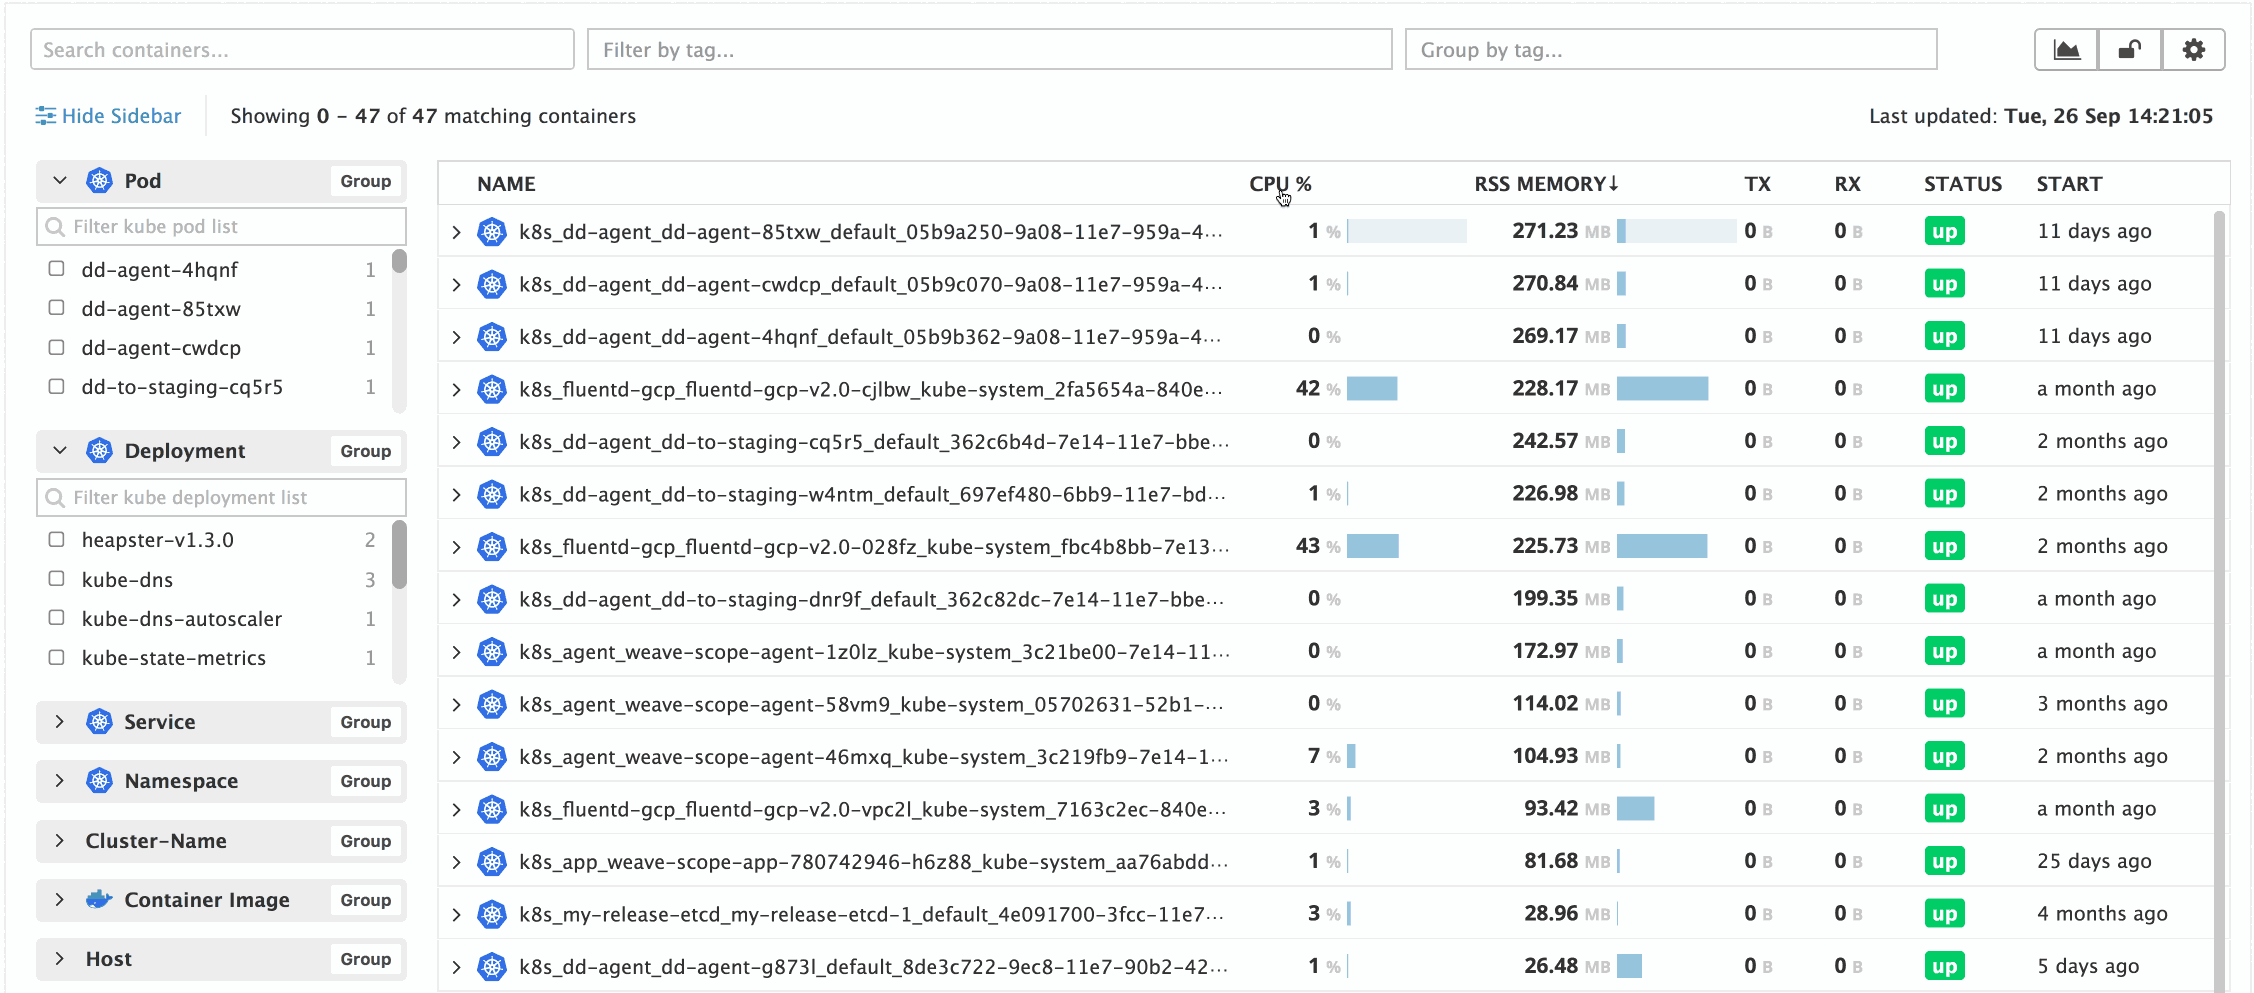 Search containers...
Filter by tag...
Group by tag...
Hide Sidebar
Showing 0 – 47 of 47 matching containers
Last updated: Tue, 26 Sep 14:21:05
Pod Group
Filter kube pod list
dd-agent-4hqnf 1
dd-agent-85txw 1
dd-agent-cwdcp 1
dd-to-staging-cq5r5 1
Deployment Group
Filter kube deployment list
heapster-v1.3.0 2
kube-dns 3
kube-dns-autoscaler 1
kube-state-metrics 1
Service Group
Namespace Group
Cluster-Name Group
Container Image Group
Host Group
NAME CPU % RSS MEMORY↓ TX RX STATUS START
k8s_dd-agent_dd-agent-85txw_default_05b9a250-9a08-11e7-959a-4... 1 % 271.23 MB 0 B 0 B up 11 days ago
k8s_dd-agent_dd-agent-cwdcp_default_05b9c070-9a08-11e7-959a-4... 1 % 270.84 MB 0 B 0 B up 11 days ago
k8s_dd-agent_dd-agent-4hqnf_default_05b9b362-9a08-11e7-959a-4... 0 % 269.17 MB 0 B 0 B up 11 days ago
k8s_fluentd-gcp_fluentd-gcp-v2.0-cjlbw_kube-system_2fa5654a-840e... 42 % 228.17 MB 0 B 0 B up a month ago
k8s_dd-agent_dd-to-staging-cq5r5_default_362c6b4d-7e14-11e7-bbe... 0 % 242.57 MB 0 B 0 B up 2 months ago
k8s_dd-agent_dd-to-staging-w4ntm_default_697ef480-6bb9-11e7-bd... 1 % 226.98 MB 0 B 0 B up 2 months ago
k8s_fluentd-gcp_fluentd-gcp-v2.0-028fz_kube-system_fbc4b8bb-7e13... 43 % 225.73 MB 0 B 0 B up 2 months ago
k8s_dd-agent_dd-to-staging-dnr9f_default_362c82dc-7e14-11e7-bbe... 0 % 199.35 MB 0 B 0 B up a month ago
k8s_agent_weave-scope-agent-1z0lz_kube-system_3c21be00-7e14-11... 0 % 172.97 MB 0 B 0 B up a month ago
k8s_agent_weave-scope-agent-58vm9_kube-system_05702631-52b1-... 0 % 114.02 MB 0 B 0 B up 3 months ago
k8s_agent_weave-scope-agent-46mxq_kube-system_3c219fb9-7e14-1... 7 % 104.93 MB 0 B 0 B up 2 months ago
k8s_fluentd-gcp_fluentd-gcp-v2.0-vpc2l_kube-system_7163c2ec-840e... 3 % 93.42 MB 0 B 0 B up a month ago
k8s_app_weave-scope-app-780742946-h6z88_kube-system_aa76abdd... 1 % 81.68 MB 0 B 0 B up 25 days ago
k8s_my-release-etcd_my-release-etcd-1_default_4e091700-3fcc-11e7... 3 % 28.96 MB 0 B 0 B up 4 months ago
k8s_dd-agent_dd-agent-g873l_default_8de3c722-9ec8-11e7-90b2-42... 1 % 26.48 MB 0 B 0 B up 5 days ago